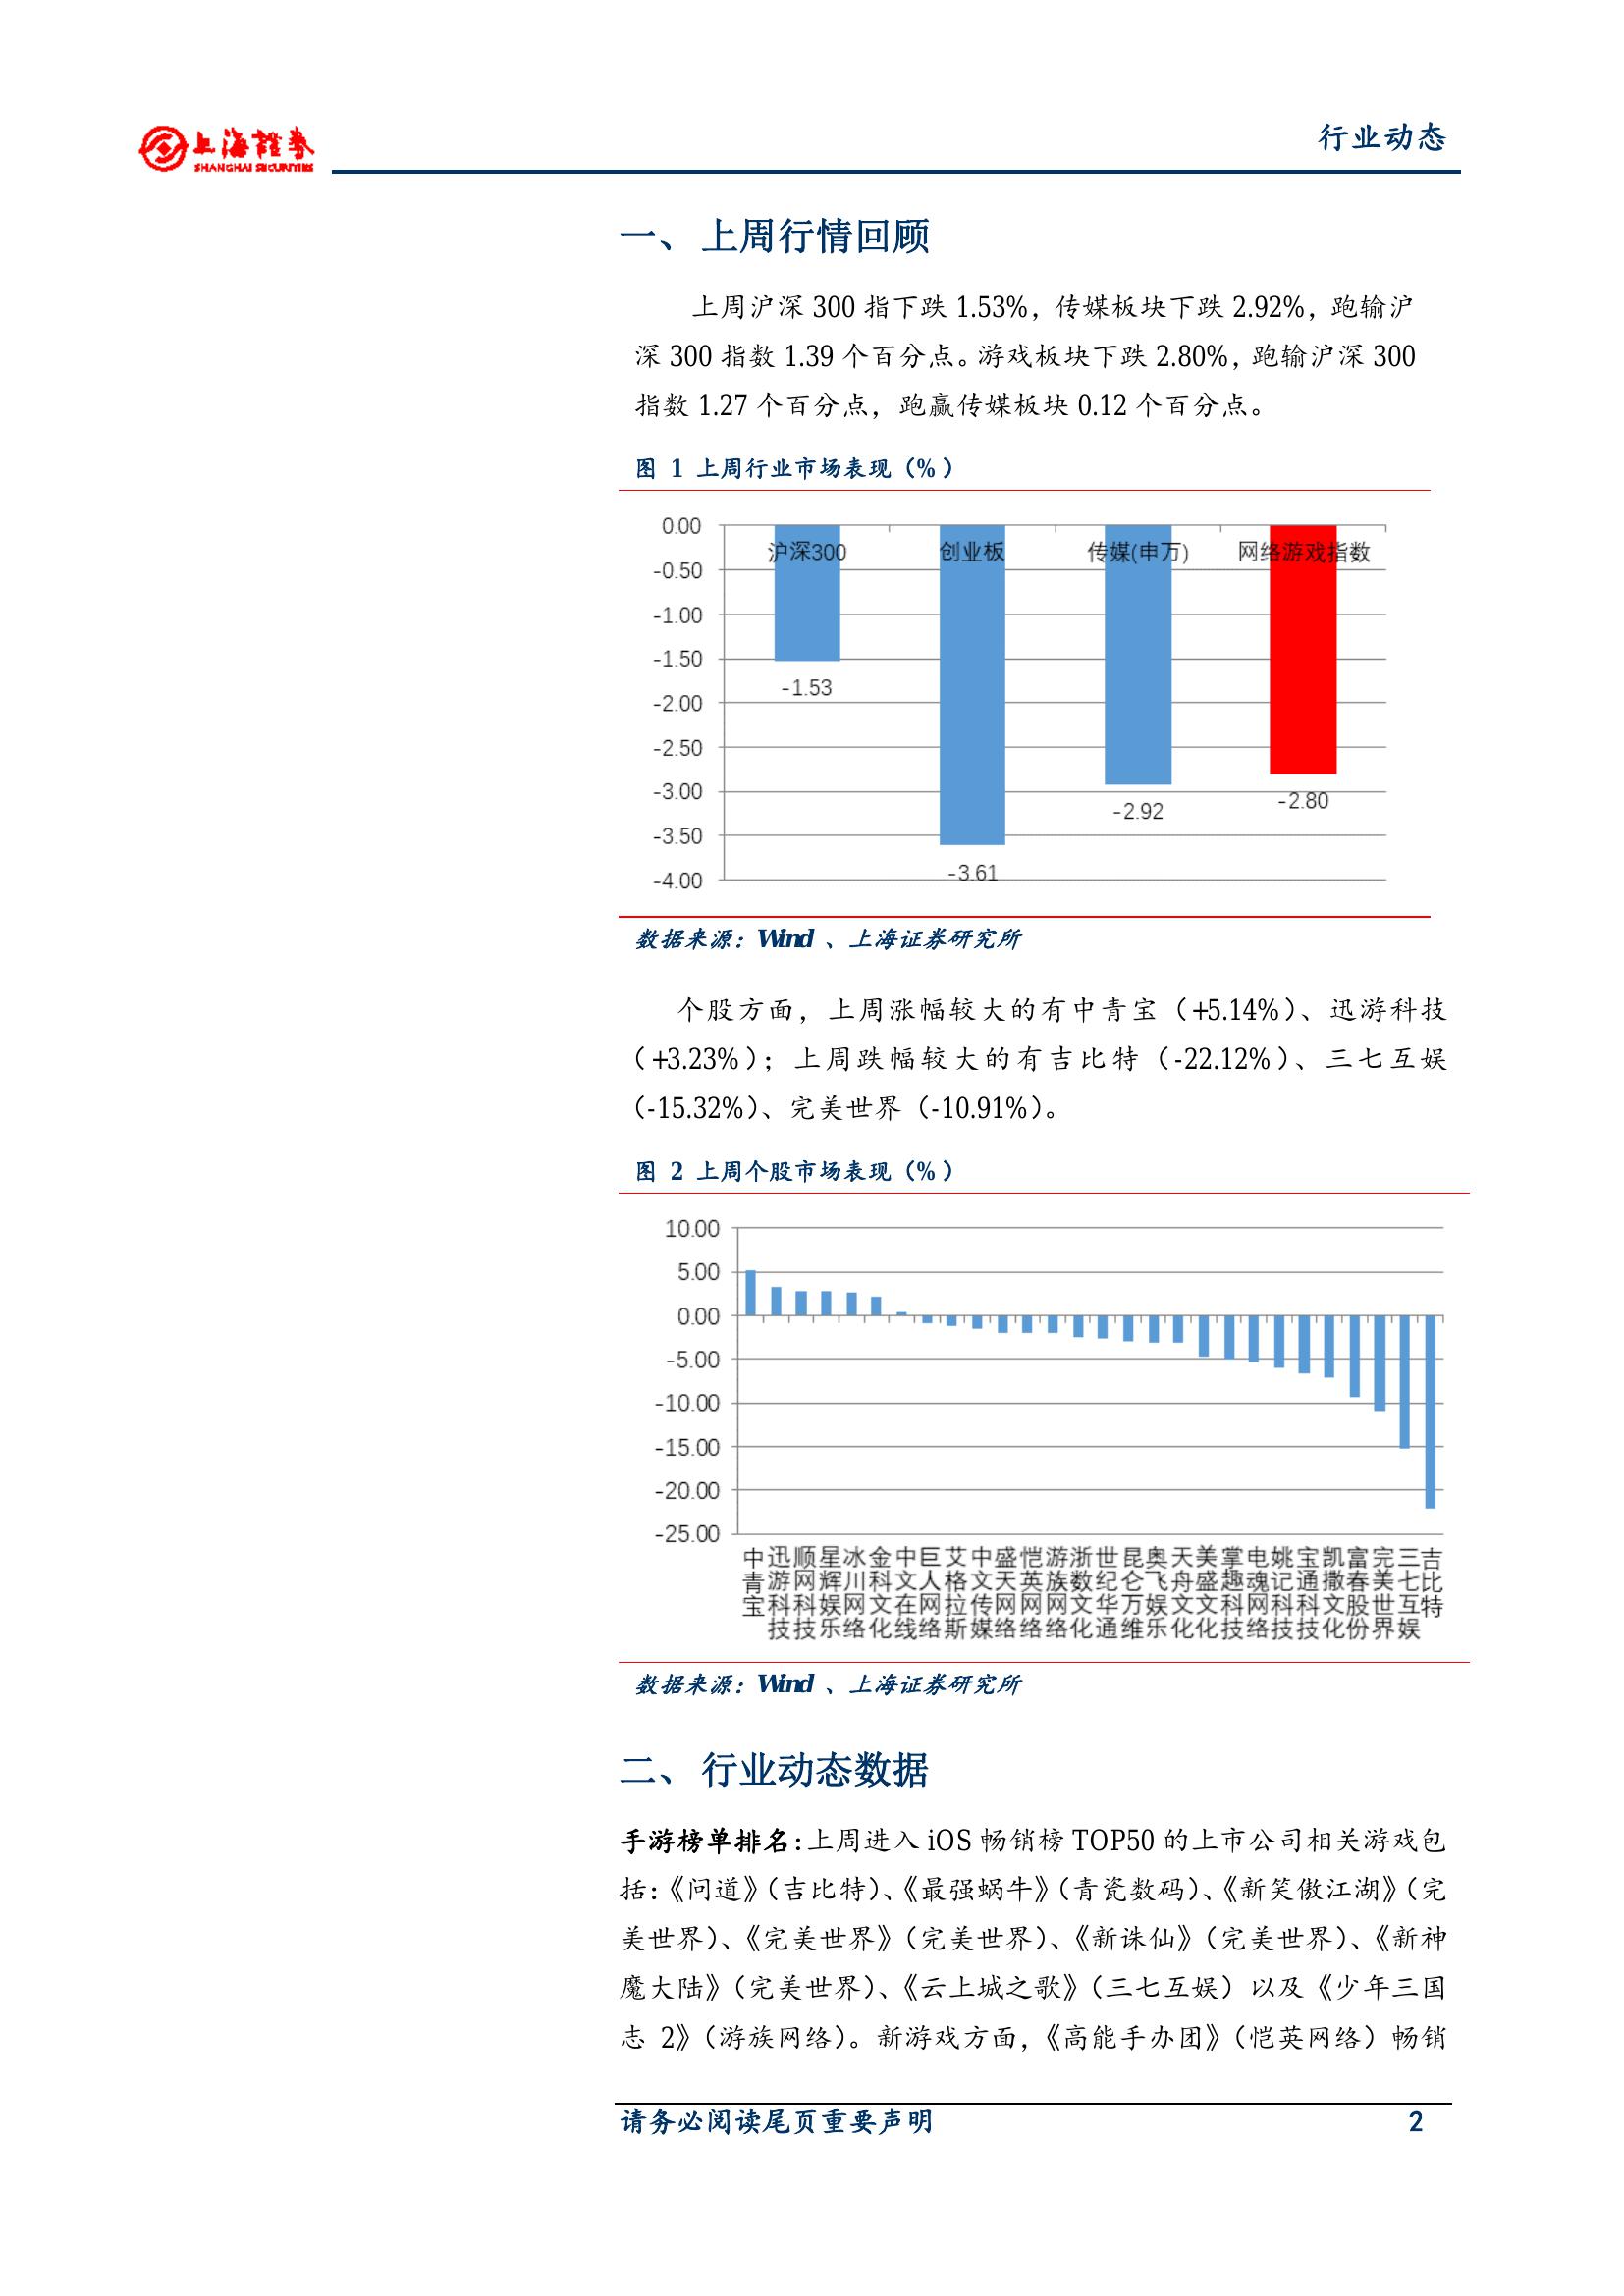 上海證券
SHANGHAI SECURITIES
行业动态
一、 上周行情回顾
上周沪深 300 指下跌 1.53%，传媒板块下跌 2.92%，跑输沪
深 300 指数 1.39 个百分点。游戏板块下跌 2.80%，跑输沪深 300
指数 1.27 个百分点，跑赢传媒板块 0.12 个百分点。
图 1 上周行业市场表现（%）
0.00
-0.50
-1.00
-1.50
-2.00
-2.50
-3.00
-3.50
-4.00
沪深300 创业板 传媒(申万) 网络游戏指数
-1.53
-3.61
-2.92
-2.80
数据来源：Wind 、上海证券研究所
个股方面，上周涨幅较大的有中青宝（+5.14%）、迅游科技
（+3.23%）；上周跌幅较大的有吉比特（-22.12%）、三七互娱
（-15.32%）、完美世界（-10.91%）。
图 2 上周个股市场表现（%）
10.00
5.00
0.00
-5.00
-10.00
-15.00
-20.00
-25.00
中青宝
迅游科技
顺网科技
星辉娱乐
冰川网络
金科文化
中文在线
巨人网络
艾格拉斯
中文传媒
盛天网络
恺英网络
游族网络
浙数文化
世纪华通
昆仑万维
奥飞娱乐
天舟文化
美盛文化
掌趣科技
电魂网络
姚记科技
宝通科技
凯撒文化
富春股份
完美世界
三七互娱
吉比特
数据来源：Wind 、上海证券研究所
二、 行业动态数据
手游榜单排名：上周进入 iOS 畅销榜 TOP50 的上市公司相关游戏包
括：《问道》（吉比特）、《最强蜗牛》（青瓷数码）、《新笑傲江湖》（完
美世界）、《完美世界》（完美世界）、《新诛仙》（完美世界）、《新神
魔大陆》（完美世界）、《云上城之歌》（三七互娱）以及《少年三国
志 2》（游族网络）。新游戏方面，《高能手办团》（恺英网络）畅销
请务必阅读尾页重要声明 2